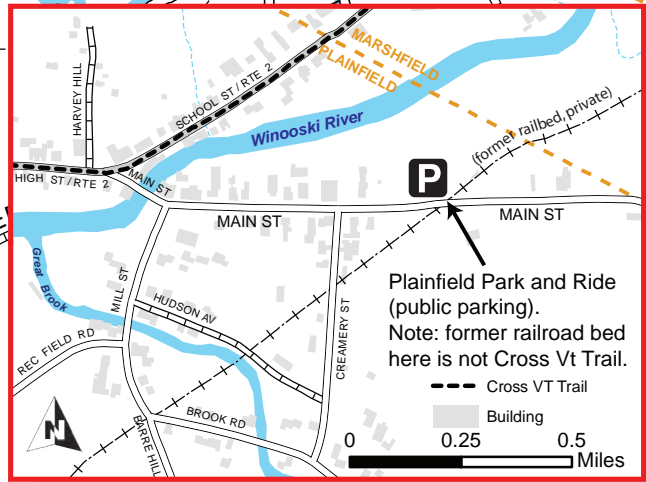 MARSHFIELD
PLAINFIELD
HARVEY HILL
SCHOOL ST / RTE 2
Winooski River
(former railbed, private)
P
HIGH ST / RTE 2
MAIN ST
MAIN ST
MAIN ST
Great Brook
MILL ST
HUDSON AV
CREAMERY ST
REC FIELD RD
BROOK RD
BARRE HILL
Plainfield Park and Ride
(public parking).
Note: former railroad bed
here is not Cross Vt Trail.
Cross VT Trail
Building
N
0 0.25 0.5
Miles